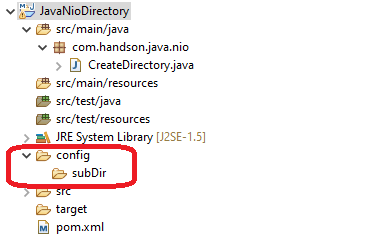 JavaNioDirectory
src/main/java
com.handson.java.nio
CreateDirectory.java
src/main/resources
src/test/java
src/test/resources
JRE System Library [J2SE-1.5]
config
subDir
src
target
pom.xml